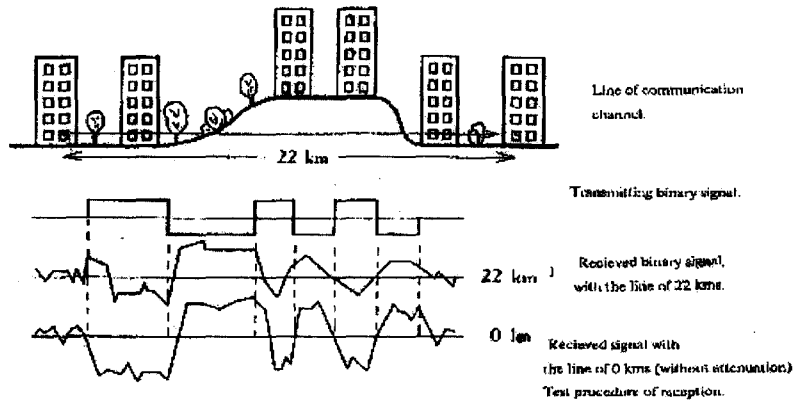 Line of communication
channel.
22 km
Transmitting binary signal.
22 km
Recieved binary signal,
with the line of 22 kms.
0 km
Recieved signal with
the line of 0 kms (without attenuation)
Test procedure of reception.